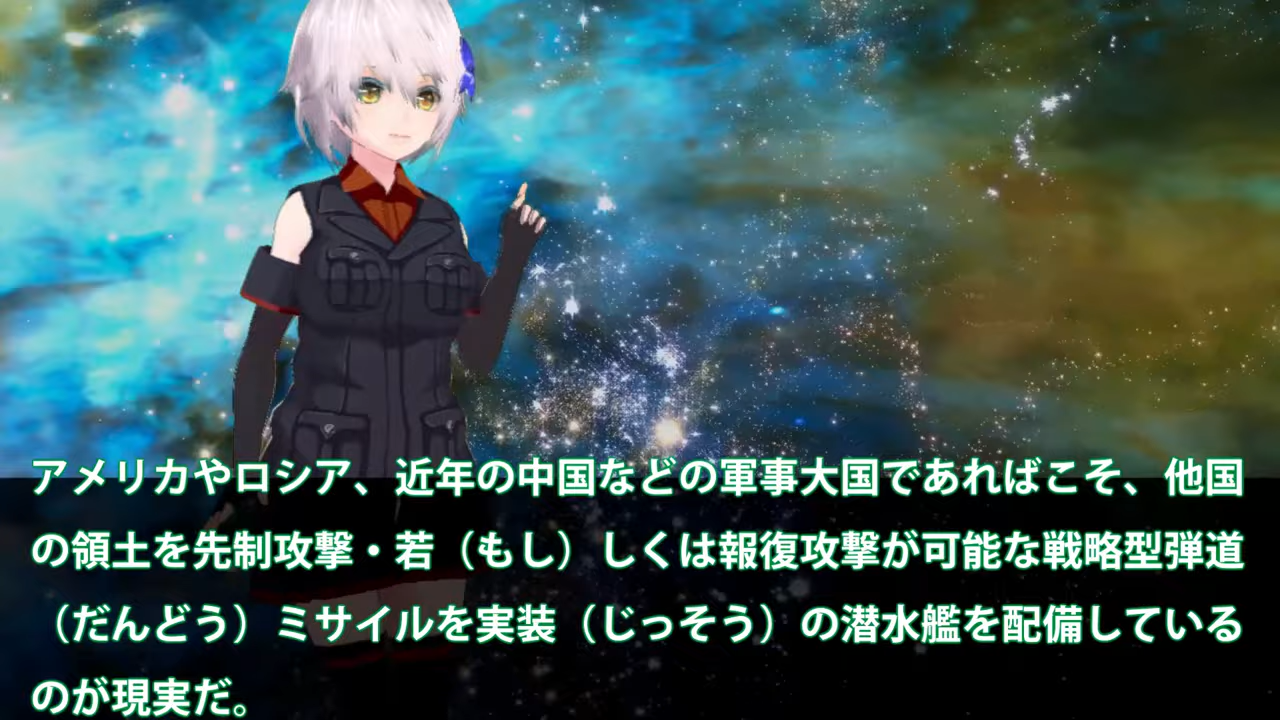 アメリカやロシア、近年の中国などの軍事大国であればこそ、他国
の領土を先制攻撃・若（もし）しくは報復攻撃が可能な戦略型弾道
（だんどう）ミサイルを実装（じっそう）の潜水艦を配備している
のが現実だ。